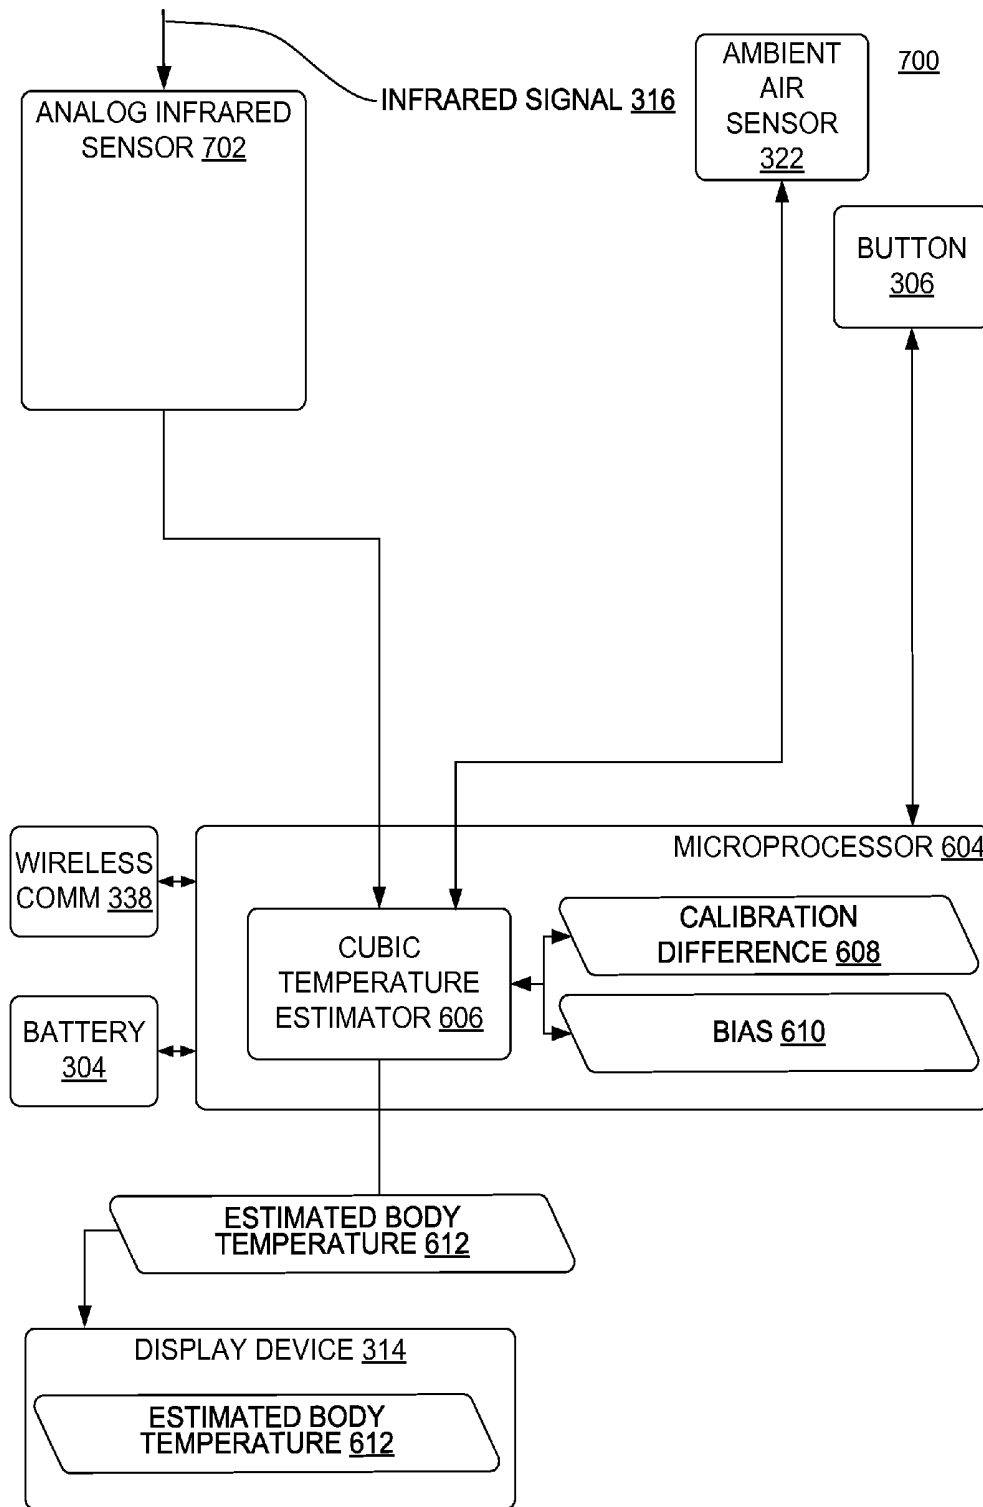 AMBIENT
AIR
SENSOR
322
700
ANALOG INFRARED
SENSOR 702
INFRARED SIGNAL 316
BUTTON
306
MICROPROCESSOR 604
WIRELESS
COMM 338
CALIBRATION
DIFFERENCE 608
CUBIC
TEMPERATURE
ESTIMATOR 606
BIAS 610
BATTERY
304
ESTIMATED BODY
TEMPERATURE 612
DISPLAY DEVICE 314
ESTIMATED BODY
TEMPERATURE 612